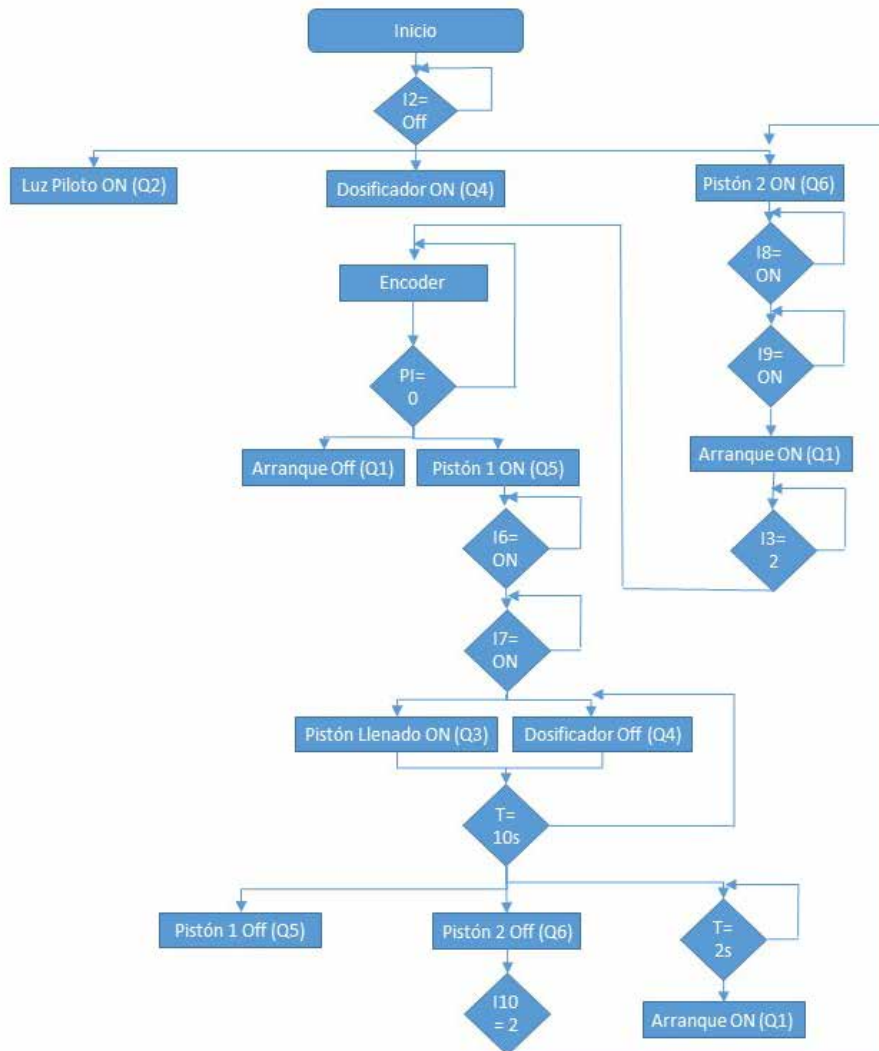 Inicio
I2=
Off
Luz Piloto ON (Q2)
Dosificador ON (Q4)
Pistón 2 ON (Q6)
I8=
ON
Encoder
I9=
ON
PI=
0
Arranque Off (Q1)
Pistón 1 ON (Q5)
Arranque ON (Q1)
I6=
ON
I3=
2
I7=
ON
Pistón Llenado ON (Q3)
Dosificador Off (Q4)
T=
10s
Pistón 1 Off (Q5)
Pistón 2 Off (Q6)
T=
2s
I10
= 2
Arranque ON (Q1)